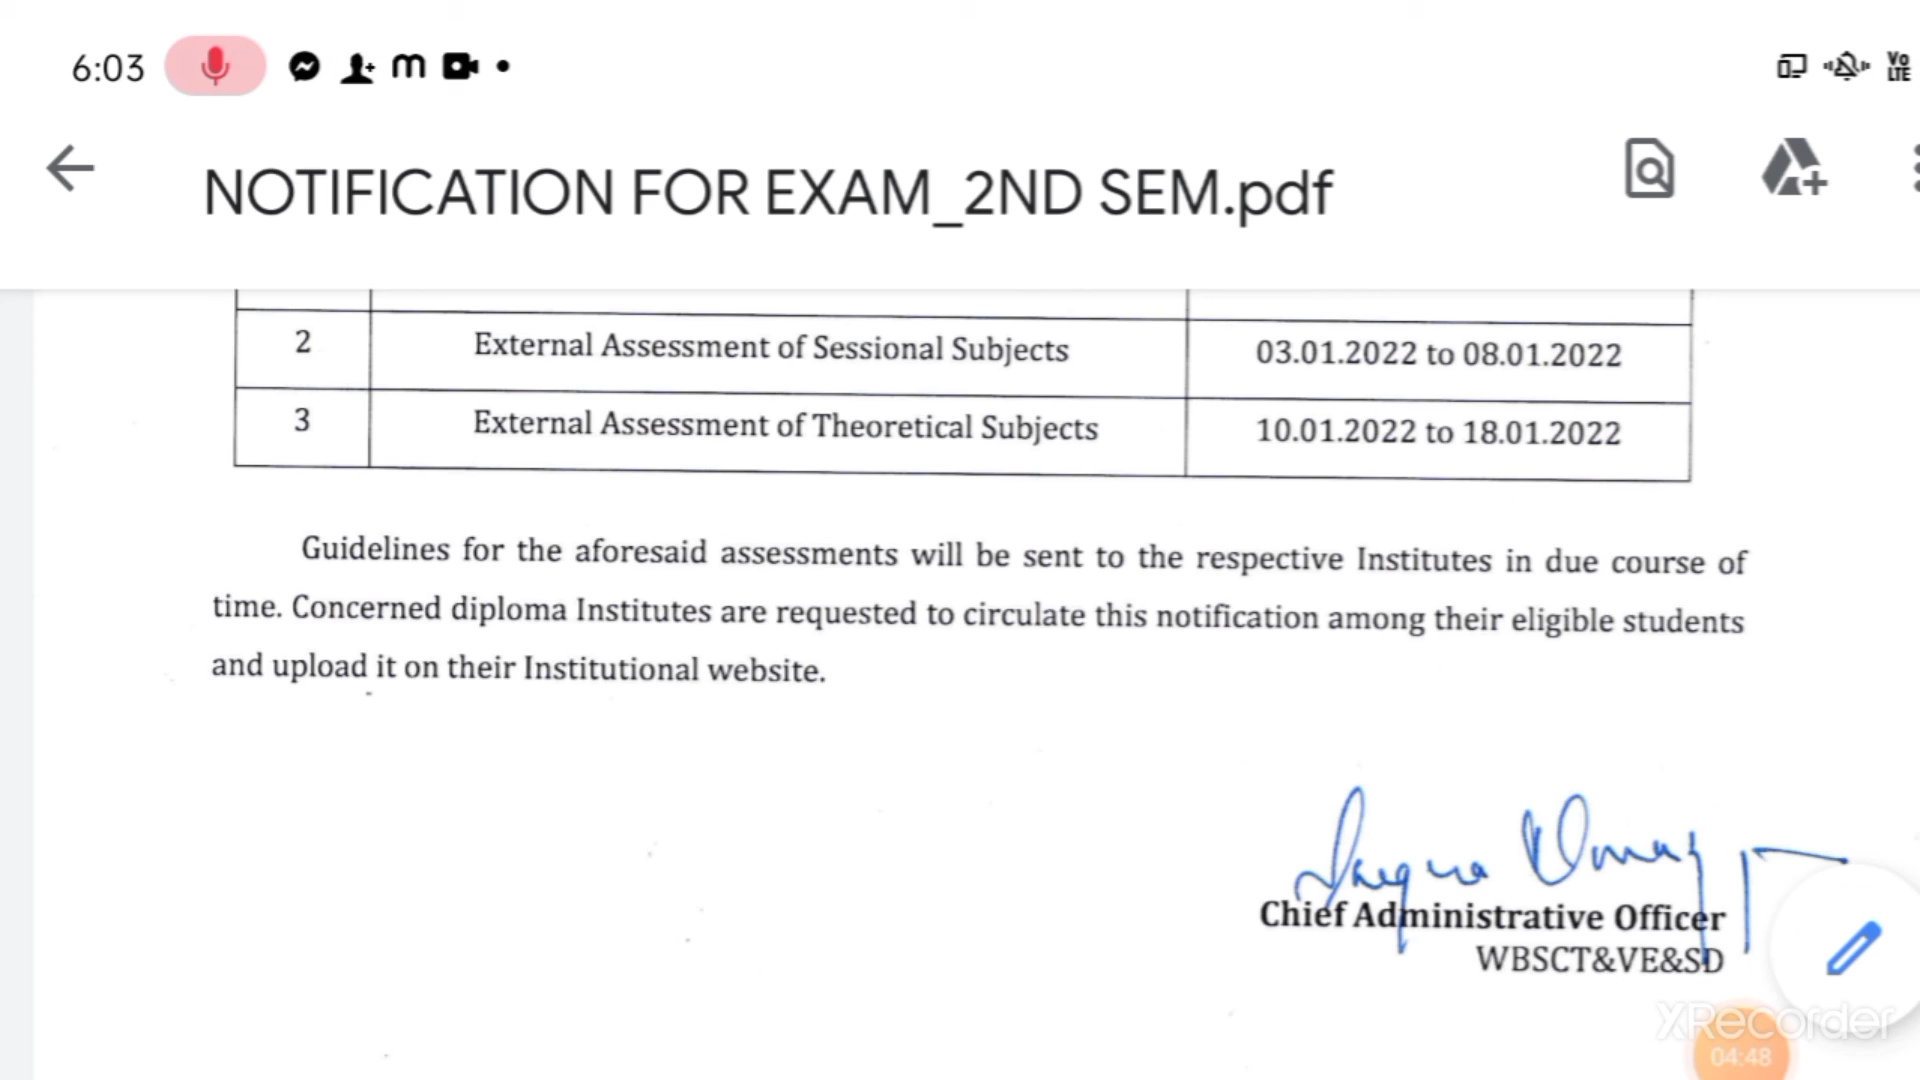 6:03
Vo
LTE
NOTIFICATION FOR EXAM_2ND SEM.pdf
2 External Assessment of Sessional Subjects 03.01.2022 to 08.01.2022
3 External Assessment of Theoretical Subjects 10.01.2022 to 18.01.2022
Guidelines for the aforesaid assessments will be sent to the respective Institutes in due course of
time. Concerned diploma Institutes are requested to circulate this notification among their eligible students
and upload it on their Institutional website.
Chief Administrative Officer
WBSCT&VE&SD
XRecorder
04:48